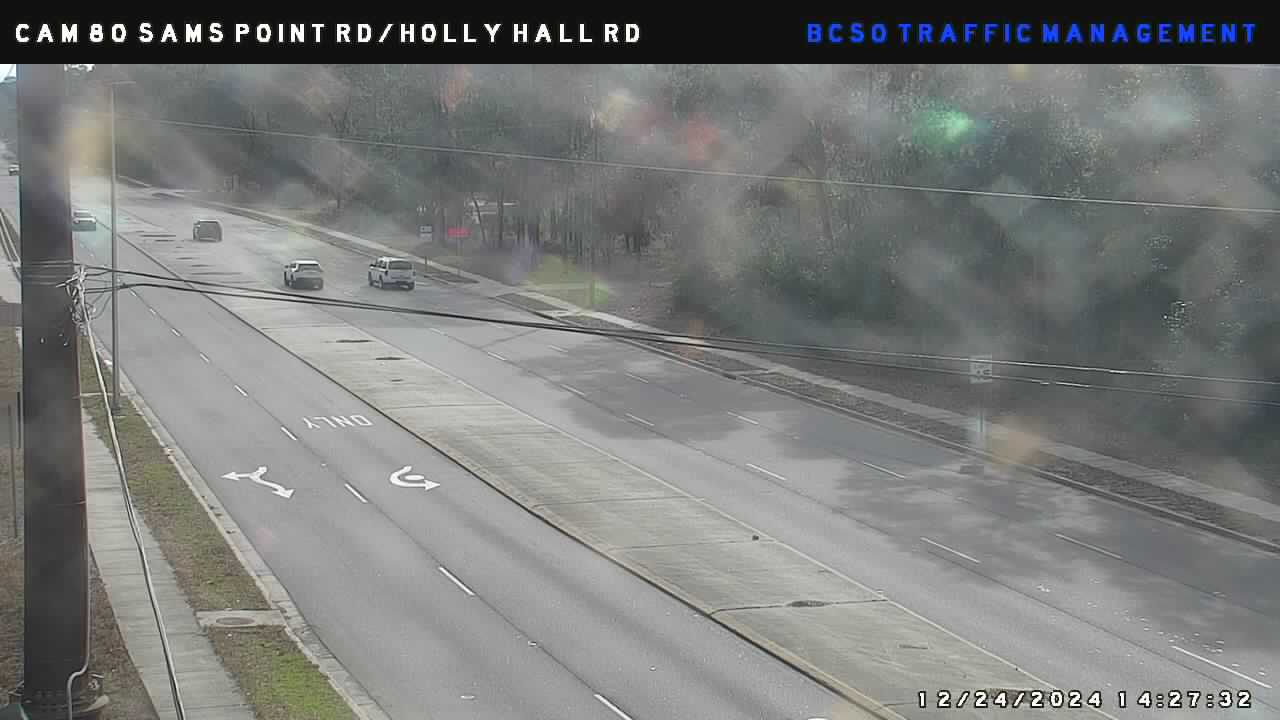 CAM 80 SAMS POINT RD/HOLLY HALL RD
BCSO TRAFFIC MANAGEMENT
ONLY
12/24/2024 14:27:32